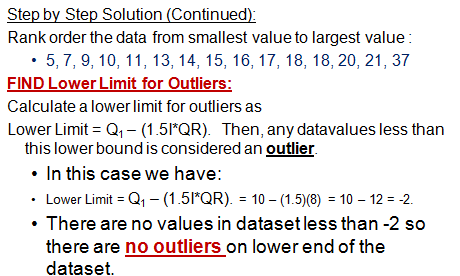 Step by Step Solution (Continued):
Rank order the data from smallest value to largest value :
• 5, 7, 9, 10, 11, 13, 14, 15, 16, 17, 18, 18, 20, 21, 37
FIND Lower Limit for Outliers:
Calculate a lower limit for outliers as
Lower Limit = Q₁ – (1.5I*QR). Then, any datavalues less than
this lower bound is considered an outlier.
• In this case we have:
• Lower Limit = Q₁ – (1.5I*QR). = 10 – (1.5)(8) = 10 – 12 = -2.
• There are no values in dataset less than -2 so
there are no outliers on lower end of the
dataset.